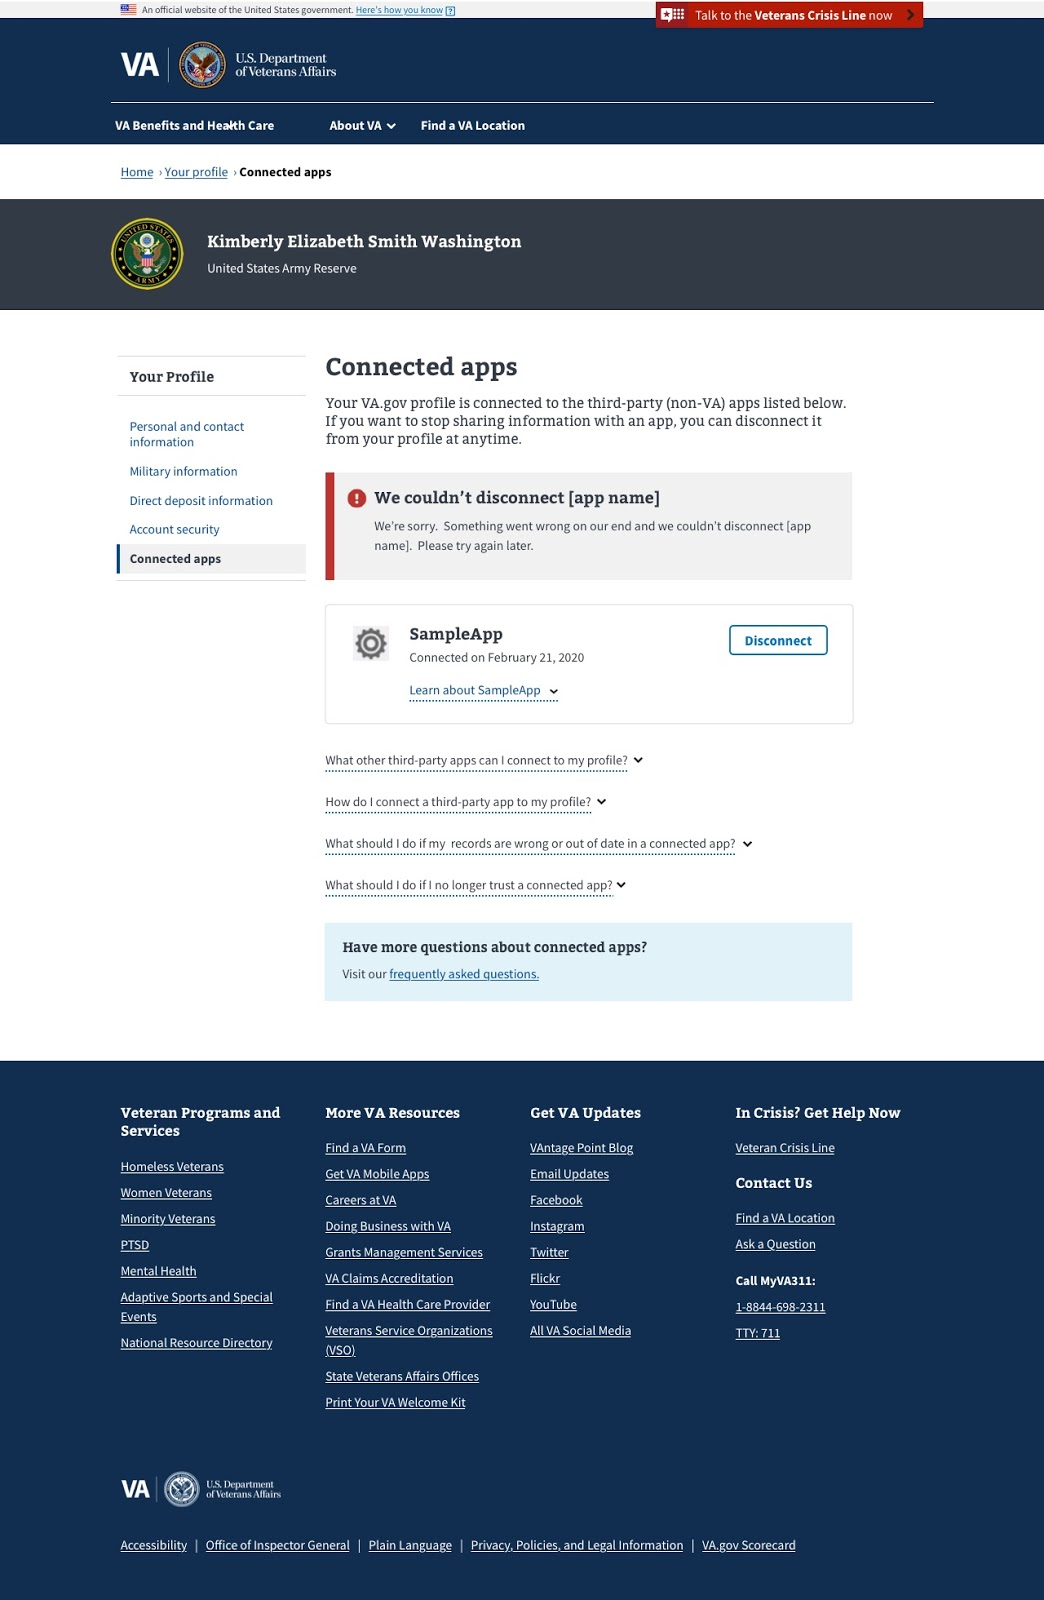 An official website of the United States government. Here's how you know
Talk to the Veterans Crisis Line now
VA
U.S. Department
of Veterans Affairs
VA Benefits and Health Care
About VA
Find a VA Location
Home › Your profile › Connected apps
Kimberly Elizabeth Smith Washington
United States Army Reserve
Your Profile
Personal and contact
information
Military information
Direct deposit information
Account security
Connected apps
Connected apps
Your VA.gov profile is connected to the third-party (non-VA) apps listed below.
If you want to stop sharing information with an app, you can disconnect it
from your profile at anytime.
We couldn’t disconnect [app name]
We’re sorry.  Something went wrong on our end and we couldn’t disconnect [app
name].  Please try again later.
SampleApp
Disconnect
Connected on February 21, 2020
Learn about SampleApp
What other third-party apps can I connect to my profile?
How do I connect a third-party app to my profile?
What should I do if my  records are wrong or out of date in a connected app?
What should I do if I no longer trust a connected app?
Have more questions about connected apps?
Visit our frequently asked questions.
Veteran Programs and
Services
Homeless Veterans
Women Veterans
Minority Veterans
PTSD
Mental Health
Adaptive Sports and Special
Events
National Resource Directory
More VA Resources
Find a VA Form
Get VA Mobile Apps
Careers at VA
Doing Business with VA
Grants Management Services
VA Claims Accreditation
Find a VA Health Care Provider
Veterans Service Organizations
(VSO)
State Veterans Affairs Offices
Print Your VA Welcome Kit
Get VA Updates
VAntage Point Blog
Email Updates
Facebook
Instagram
Twitter
Flickr
YouTube
All VA Social Media
In Crisis? Get Help Now
Veteran Crisis Line
Contact Us
Find a VA Location
Ask a Question
Call MyVA311:
1-8844-698-2311
TTY: 711
VA
U.S. Department
of Veterans Affairs
Accessibility | Office of Inspector General | Plain Language | Privacy, Policies, and Legal Information | VA.gov Scorecard